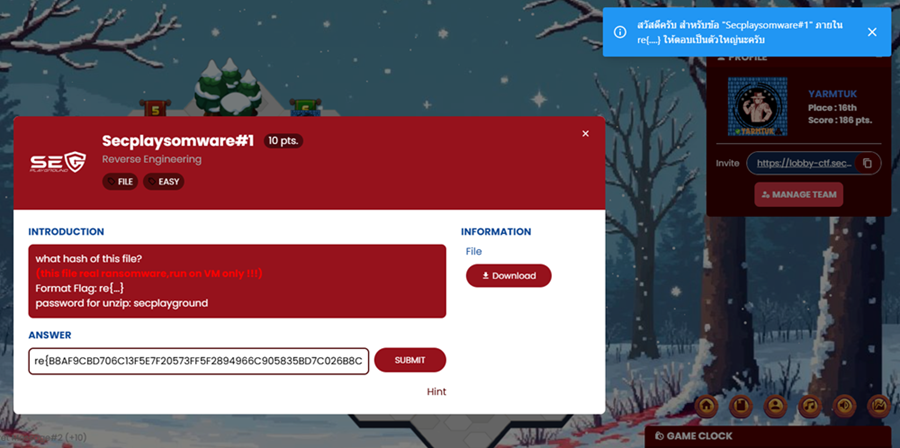 สวัสดีครับ สำหรับข้อ "Secplaysomware#1" ภายใน
re{....} ให้ตอบเป็นตัวใหญ่นะครับ
PROFILE
YARMTUK
Place : 16th
Score : 186 pts.
YARMTUK
Invite
https://lobby-ctf.sec...
MANAGE TEAM
S
S
Secplaysomware#1
10 pts.
Reverse Engineering
FILE
EASY
SEC
PLAYGROUND
INTRODUCTION
what hash of this file?
(this file real ransomware,run on VM only !!!)
Format Flag: re{...}
password for unzip: secplayground
INFORMATION
File
Download
ANSWER
re{B8AF9CBD706C13F5E7F20573FF5F2894966C905835BD7C026B8C
SUBMIT
Hint
#2 (+10)
GAME CLOCK